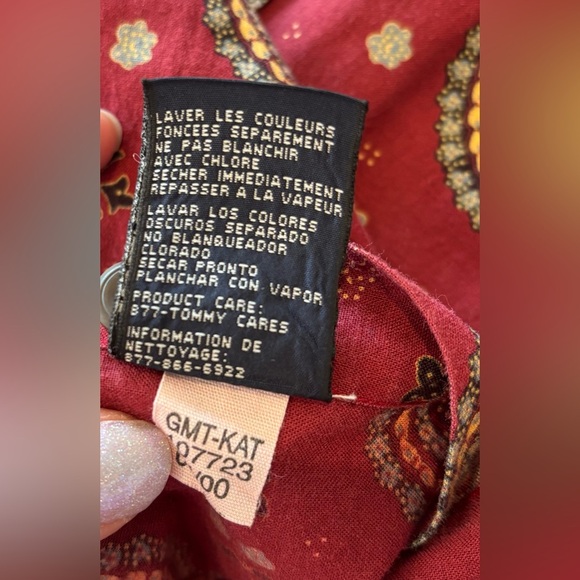 LAVER LES COULEURS
FONCEES SEPAREMENT
NE PAS BLANCHIR
AVEC CHLORE
SECHER IMMEDIATEMENT
REPASSER A LA VAPEUR
LAVAR LOS COLORES
OSCUROS SEPARADO
NO BLANQUEADOR
CLORADO
SECAR PRONTO
PLANCHAR CON VAPOR
PRODUCT CARE:
877-TOMMY CARES
INFORMATION DE
NETTOYAGE:
877-866-6922
GMT-KAT
107723
/00